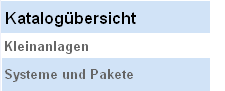 Katalogübersicht
Kleinanlagen
Systeme und Pakete